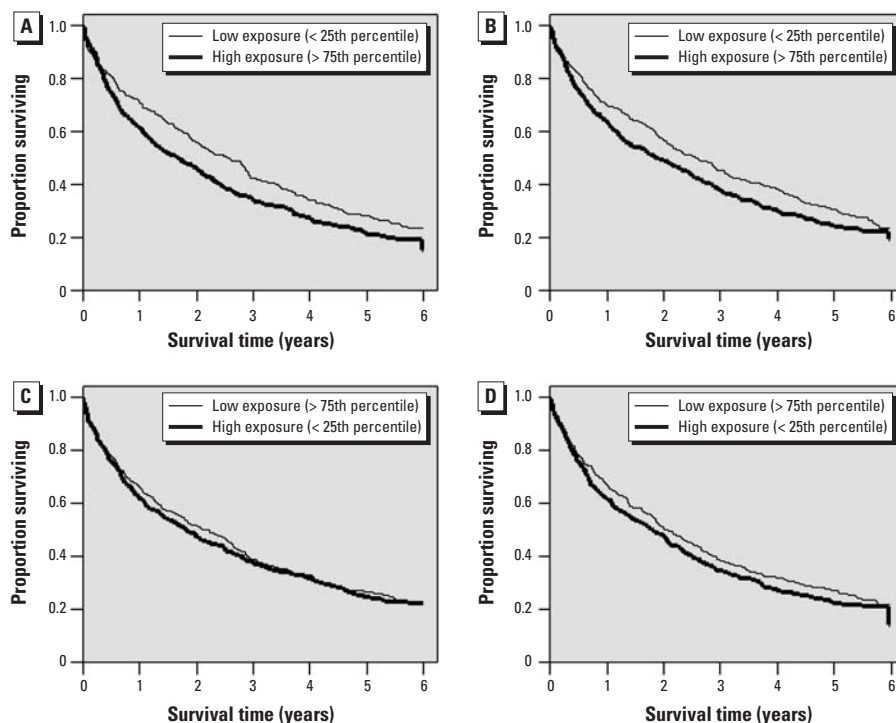 A
Low exposure (< 25th percentile)
High exposure (> 75th percentile)
Proportion surviving
1.0
0.8
0.6
0.4
0.2
0
0 1 2 3 4 5 6
Survival time (years)
B
Low exposure (< 25th percentile)
High exposure (> 75th percentile)
Proportion surviving
1.0
0.8
0.6
0.4
0.2
0
0 1 2 3 4 5 6
Survival time (years)
C
Low exposure (> 75th percentile)
High exposure (< 25th percentile)
Proportion surviving
1.0
0.8
0.6
0.4
0.2
0
0 1 2 3 4 5 6
Survival time (years)
D
Low exposure (> 75th percentile)
High exposure (< 25th percentile)
Proportion surviving
1.0
0.8
0.6
0.4
0.2
0
0 1 2 3 4 5 6
Survival time (years)